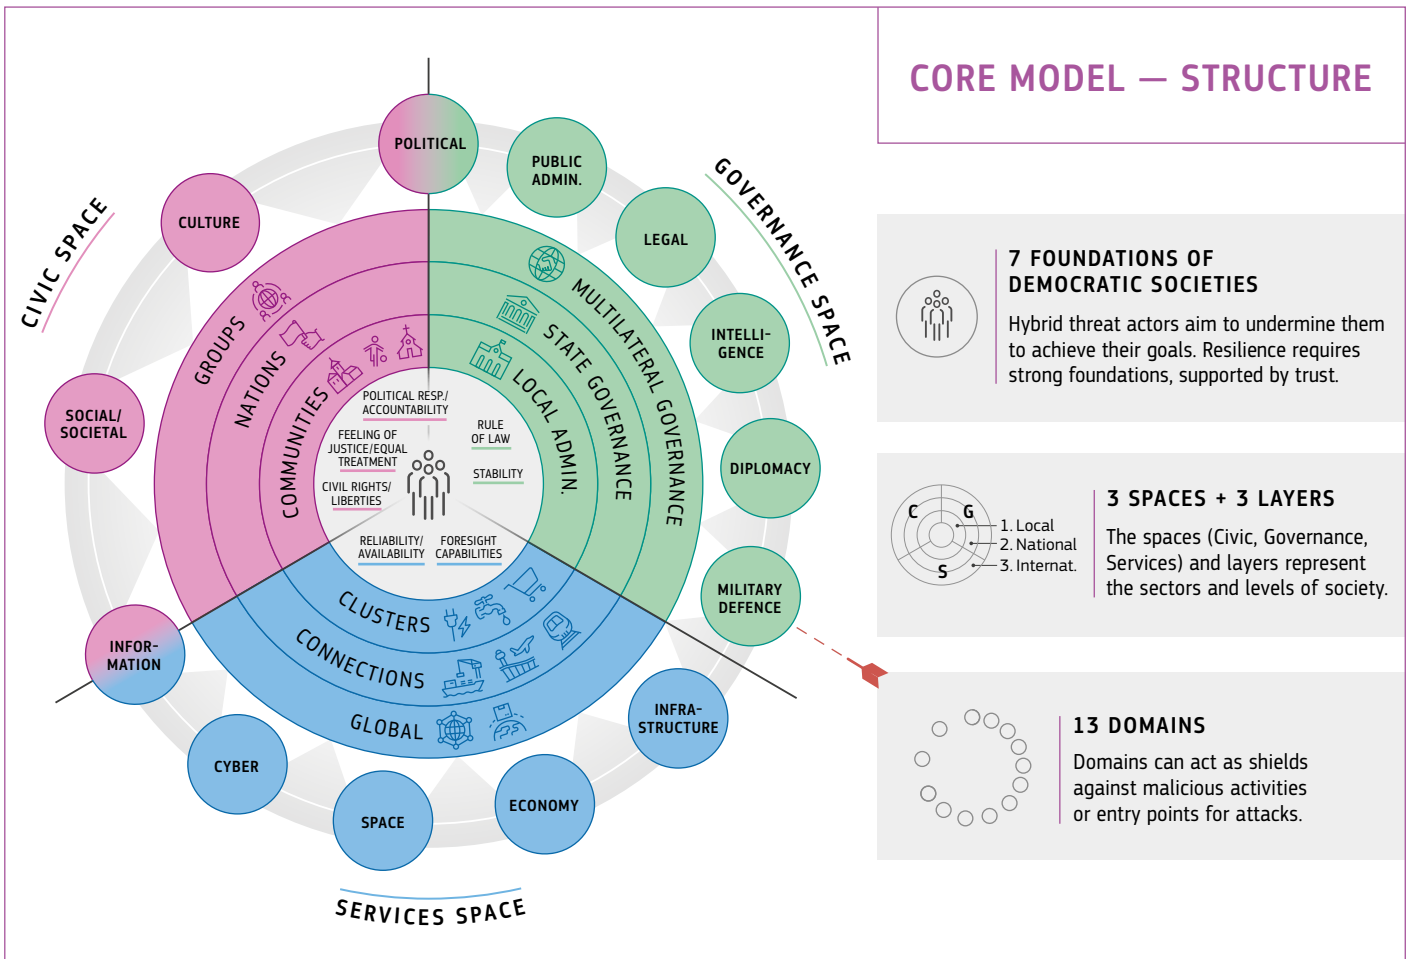 CORE MODEL — STRUCTURE
CIVIC SPACE
GOVERNANCE SPACE
SERVICES SPACE
POLITICAL
PUBLIC
ADMIN.
LEGAL
INTELLI-
GENCE
DIPLOMACY
MILITARY
DEFENCE
INFRA-
STRUCTURE
ECONOMY
SPACE
CYBER
INFOR-
MATION
SOCIAL/
SOCIETAL
CULTURE
GROUPS
NATIONS
COMMUNITIES
MULTILATERAL GOVERNANCE
STATE GOVERNANCE
LOCAL ADMIN.
CLUSTERS
CONNECTIONS
GLOBAL
POLITICAL RESP./
ACCOUNTABILITY
FEELING OF
JUSTICE/EQUAL
TREATMENT
CIVIL RIGHTS/
LIBERTIES
RULE
OF LAW
STABILITY
RELIABILITY/
AVAILABILITY
FORESIGHT
CAPABILITIES
7 FOUNDATIONS OF
DEMOCRATIC SOCIETIES
Hybrid threat actors aim to undermine them
to achieve their goals. Resilience requires
strong foundations, supported by trust.
C
G
S
1. Local
2. National
3. Internat.
3 SPACES + 3 LAYERS
The spaces (Civic, Governance,
Services) and layers represent
the sectors and levels of society.
13 DOMAINS
Domains can act as shields
against malicious activities
or entry points for attacks.